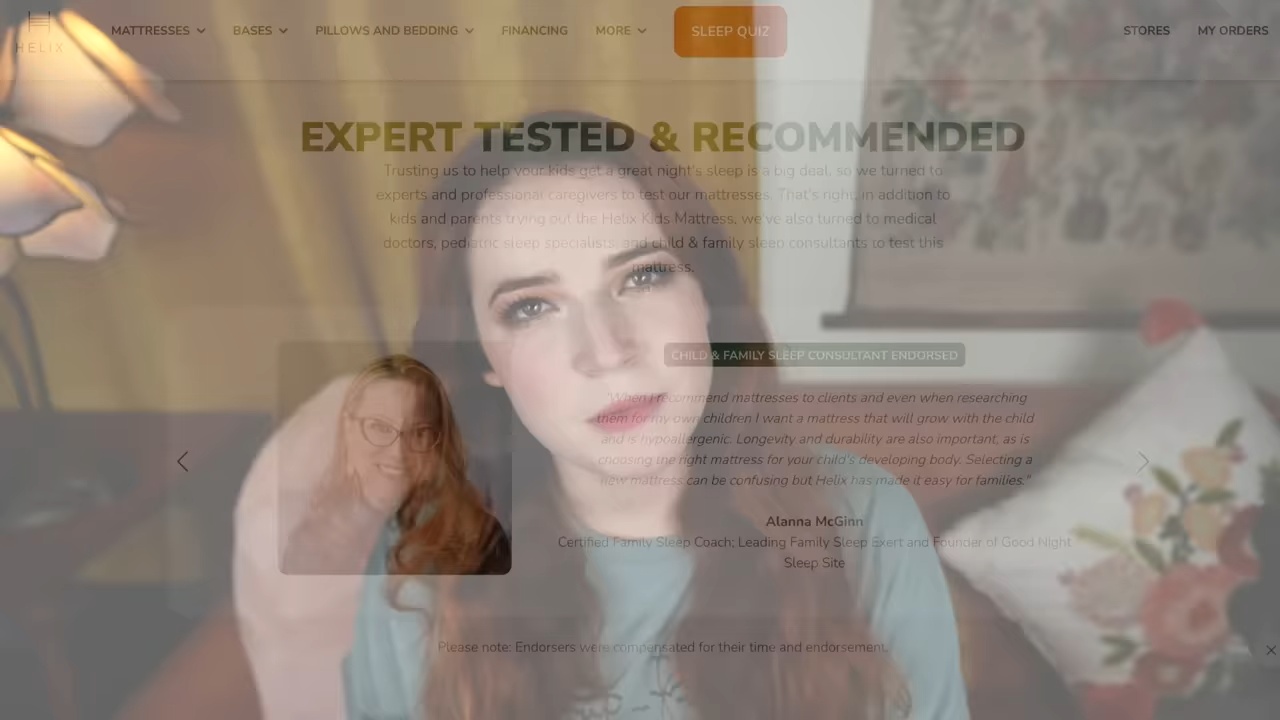 HELIX
MATTRESSES
BASES
PILLOWS AND BEDDING
FINANCING
MORE
SLEEP QUIZ
STORES
MY ORDERS
EXPERT TESTED & RECOMMENDED
Trusting us to help your kids get a great night's sleep is a big deal, so we turned to
experts and professional caregivers to test our mattresses. That's right, in addition to
kids and parents trying out the Helix Kids Mattress, we've also turned to medical
doctors, pediatric sleep specialists, and child & family sleep consultants to test this
mattress.
CHILD & FAMILY SLEEP CONSULTANT ENDORSED
"When I recommend mattresses to clients and even when researching
them for my own children I want a mattress that will grow with the child
and is hypoallergenic. Longevity and durability are also important, as is
choosing the right mattress for your child's developing body. Selecting a
new mattress can be confusing but Helix has made it easy for families."
Alanna McGinn
Certified Family Sleep Coach; Leading Family Sleep Exert and Founder of Good Night
Sleep Site
Please note: Endorsers were compensated for their time and endorsement.